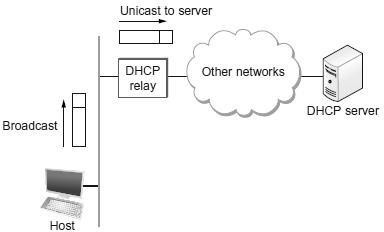 Unicast to server
DHCP
relay
Other networks
DHCP server
Broadcast
Host